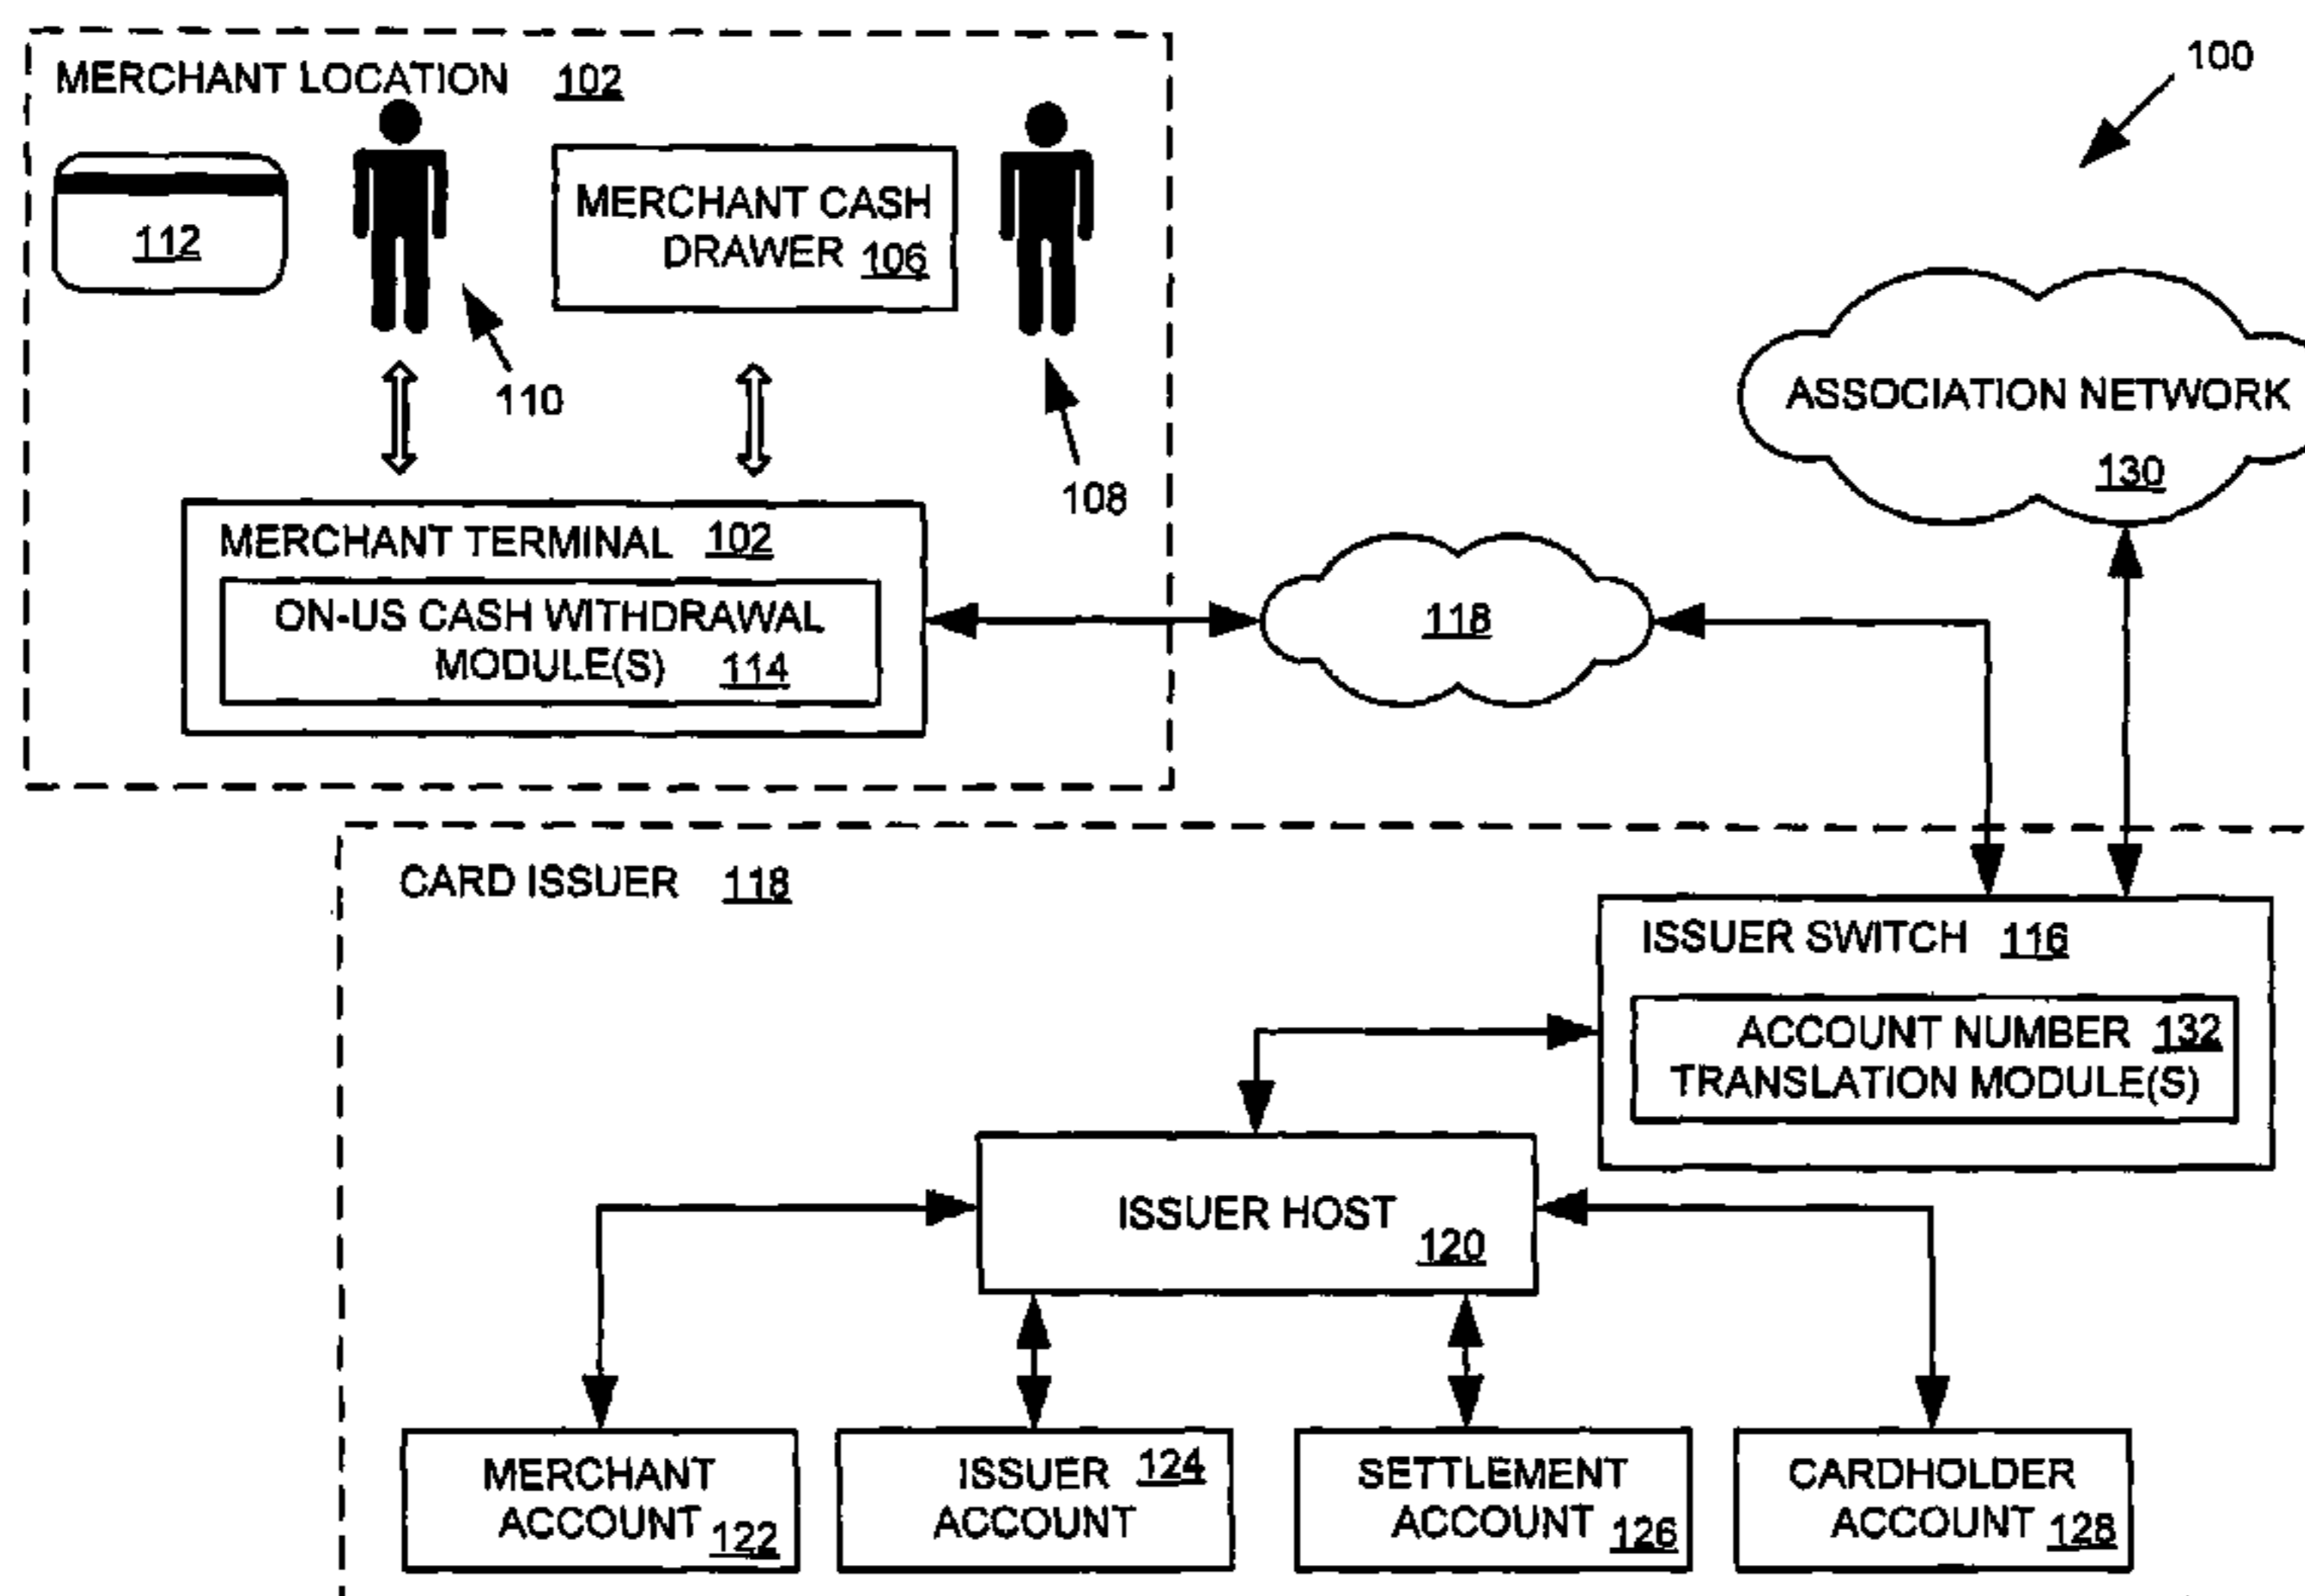 100
MERCHANT LOCATION 102
112
MERCHANT CASH
DRAWER 106
110
108
ASSOCIATION NETWORK
130
MERCHANT TERMINAL 102
ON-US CASH WITHDRAWAL
MODULE(S) 114
118
CARD ISSUER 118
ISSUER SWITCH 116
ACCOUNT NUMBER 132
TRANSLATION MODULE(S)
ISSUER HOST
120
MERCHANT
ACCOUNT 122
ISSUER 124
ACCOUNT
SETTLEMENT
ACCOUNT 126
CARDHOLDER
ACCOUNT 128